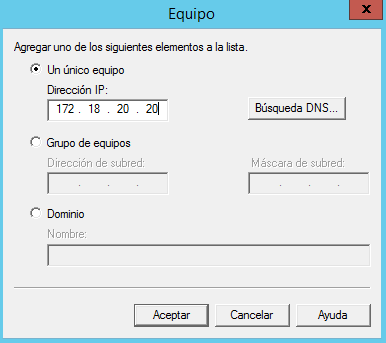 Equipo
x
Agregar uno de los siguientes elementos a la lista.
Un único equipo
Dirección IP:
172 . 18 . 20 . 20
Búsqueda DNS...
Grupo de equipos
Dirección de subred: Máscara de subred:
. . . . . .
Dominio
Nombre:
Aceptar Cancelar Ayuda